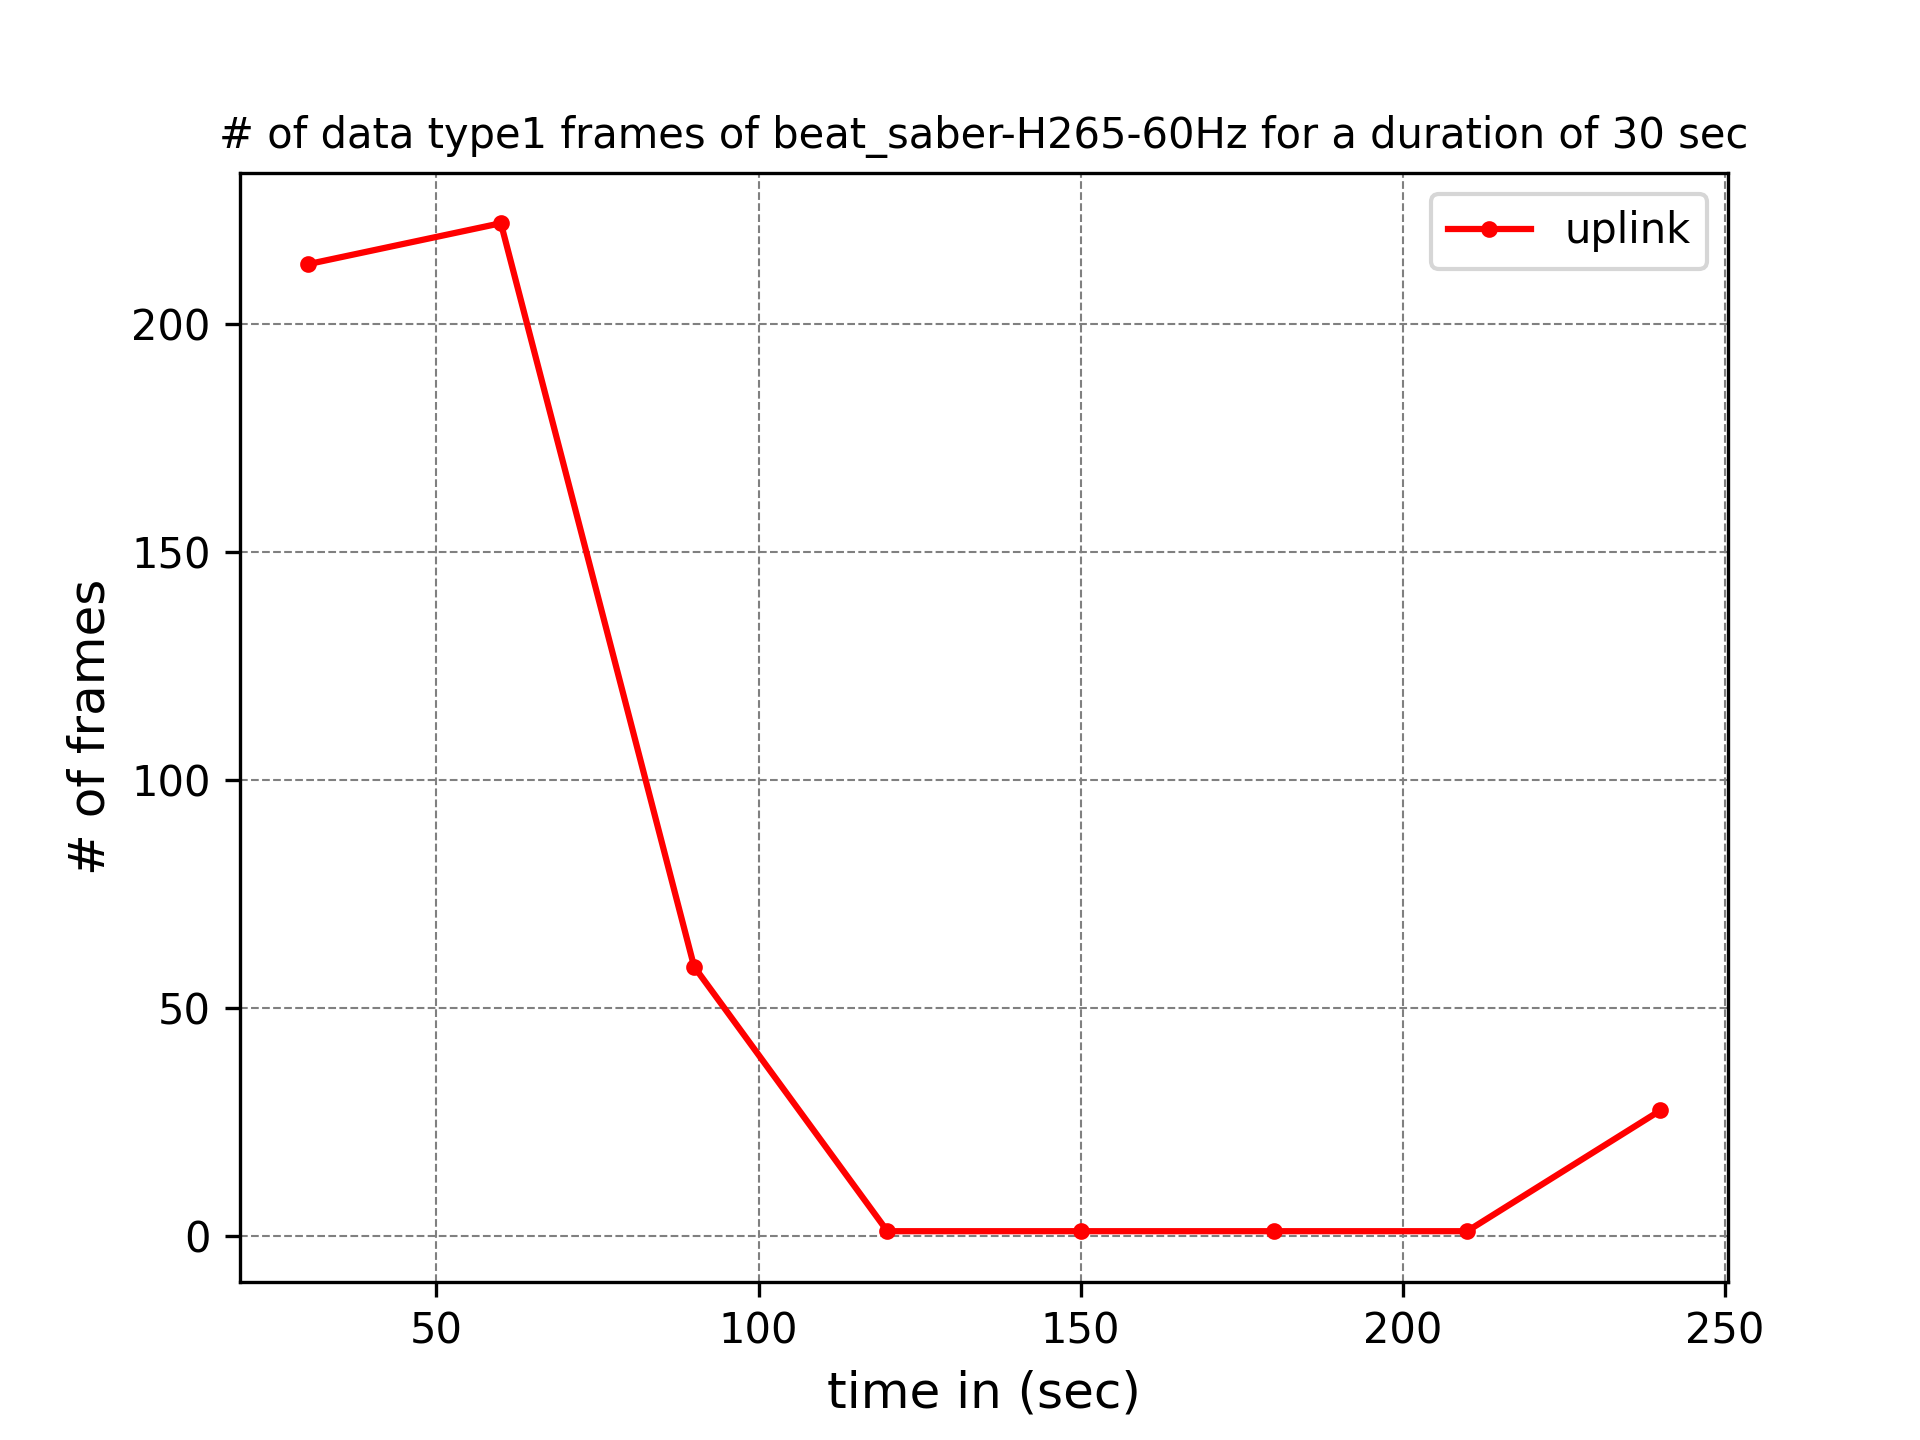 # of data type1 frames of beat_saber-H265-60Hz for a duration of 30 sec
uplink
# of frames
200
150
100
50
0
50 100 150 200 250
time in (sec)